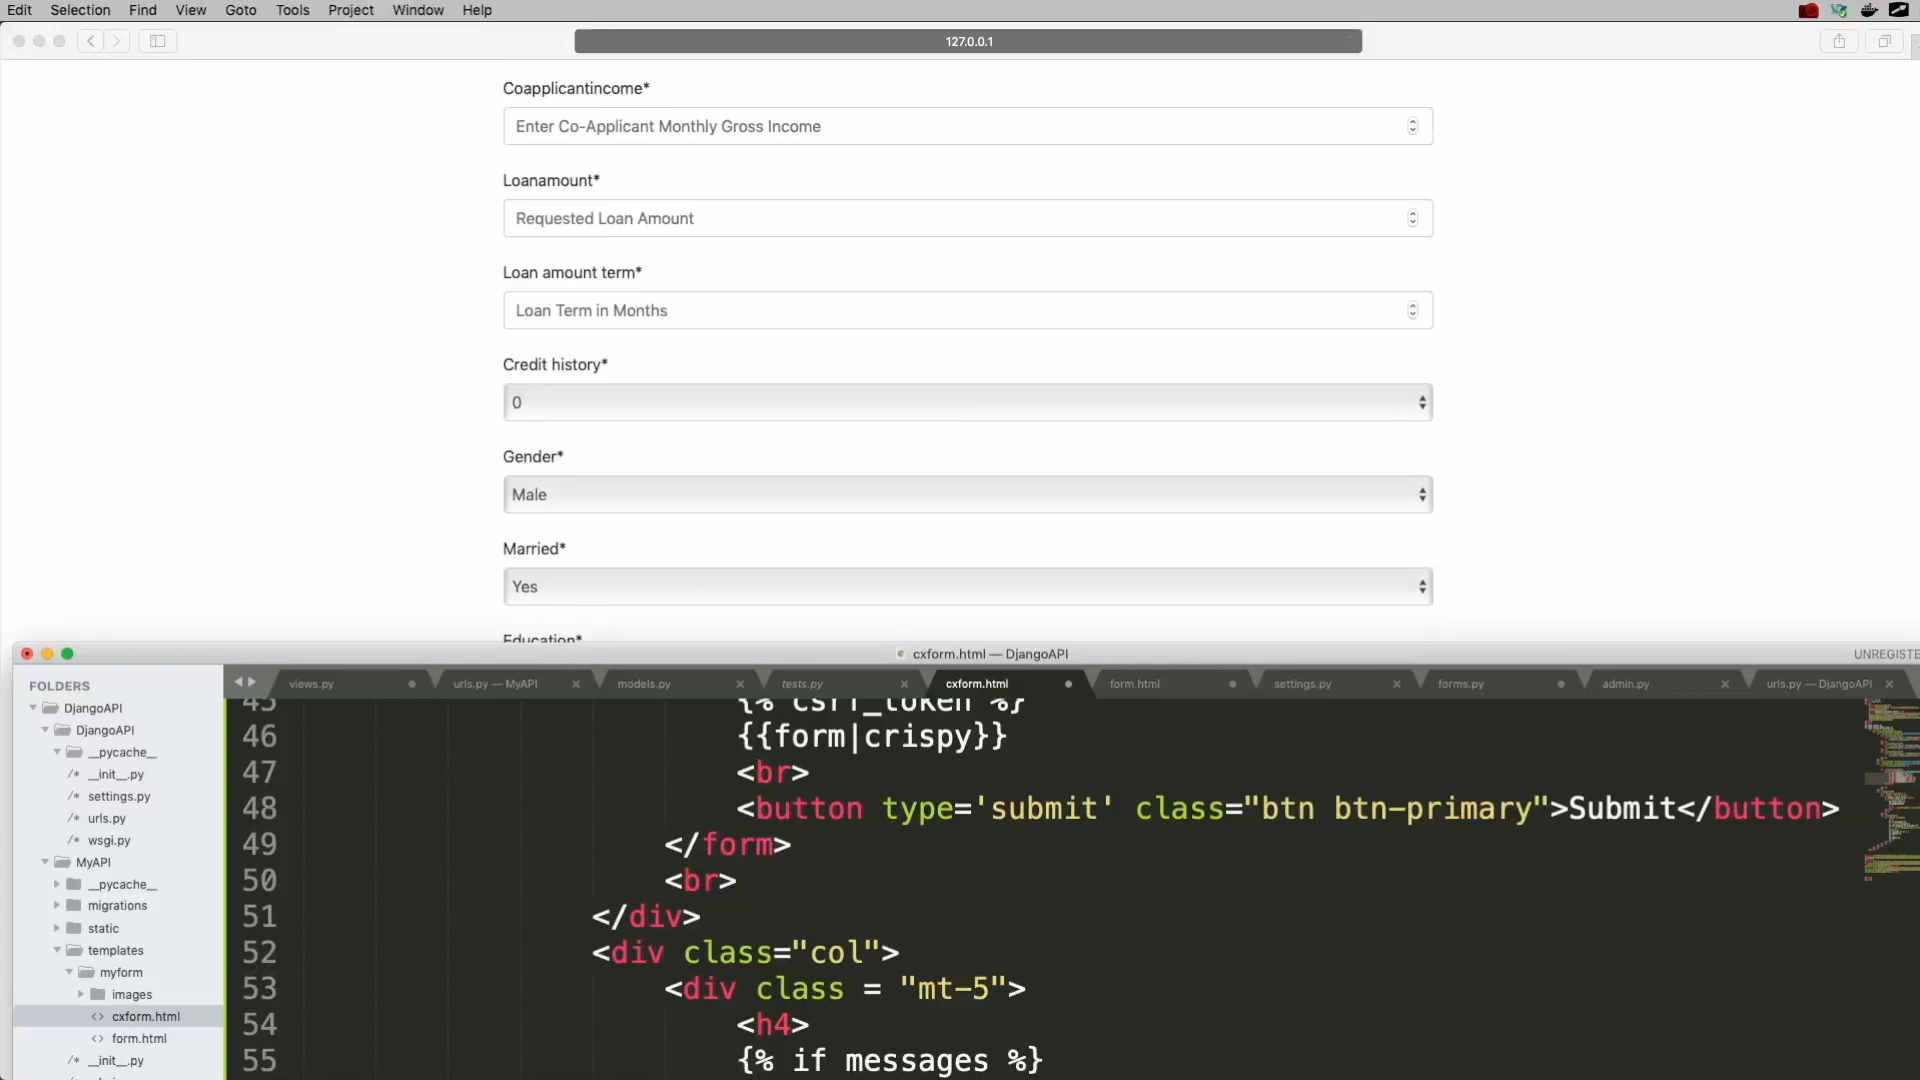 Edit Selection Find View Goto Tools Project Window Help
127.0.0.1
Coapplicantincome*
Enter Co-Applicant Monthly Gross Income
Loanamount*
Requested Loan Amount
Loan amount term*
Loan Term in Months
Credit history*
0
Gender*
Male
Married*
Yes
Education*
cxform.html — DjangoAPI
UNREGISTE
FOLDERS
DjangoAPI
DjangoAPI
__pycache__
/* __init__.py
/* settings.py
/* urls.py
/* wsgi.py
MyAPI
__pycache__
migrations
static
templates
myform
images
<> cxform.html
<> form.html
/* __init__.py
views.py urls.py — MyAPI models.py tests.py cxform.html form.html settings.py forms.py admin.py urls.py — DjangoAPI
45 {% csrf_token %}
46 {{form|crispy}}
47 <br>
48 <button type='submit' class="btn btn-primary">Submit</button>
49 </form>
50 <br>
51 </div>
52 <div class="col">
53 <div class = "mt-5">
54 <h4>
55 {% if messages %}